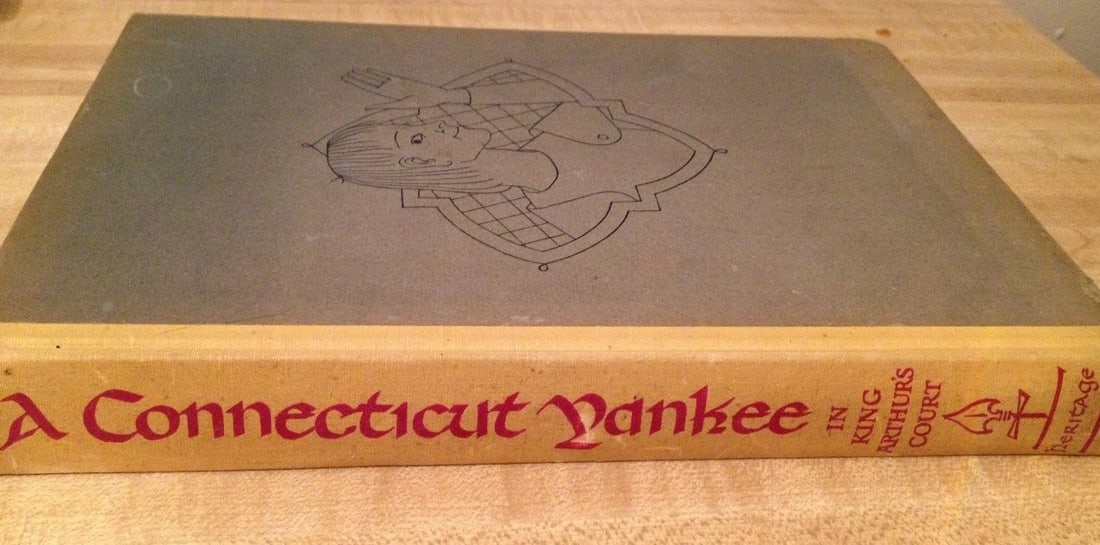 A Connecticut Yankee
IN
KING
ARTHUR'S
COURT
heritage